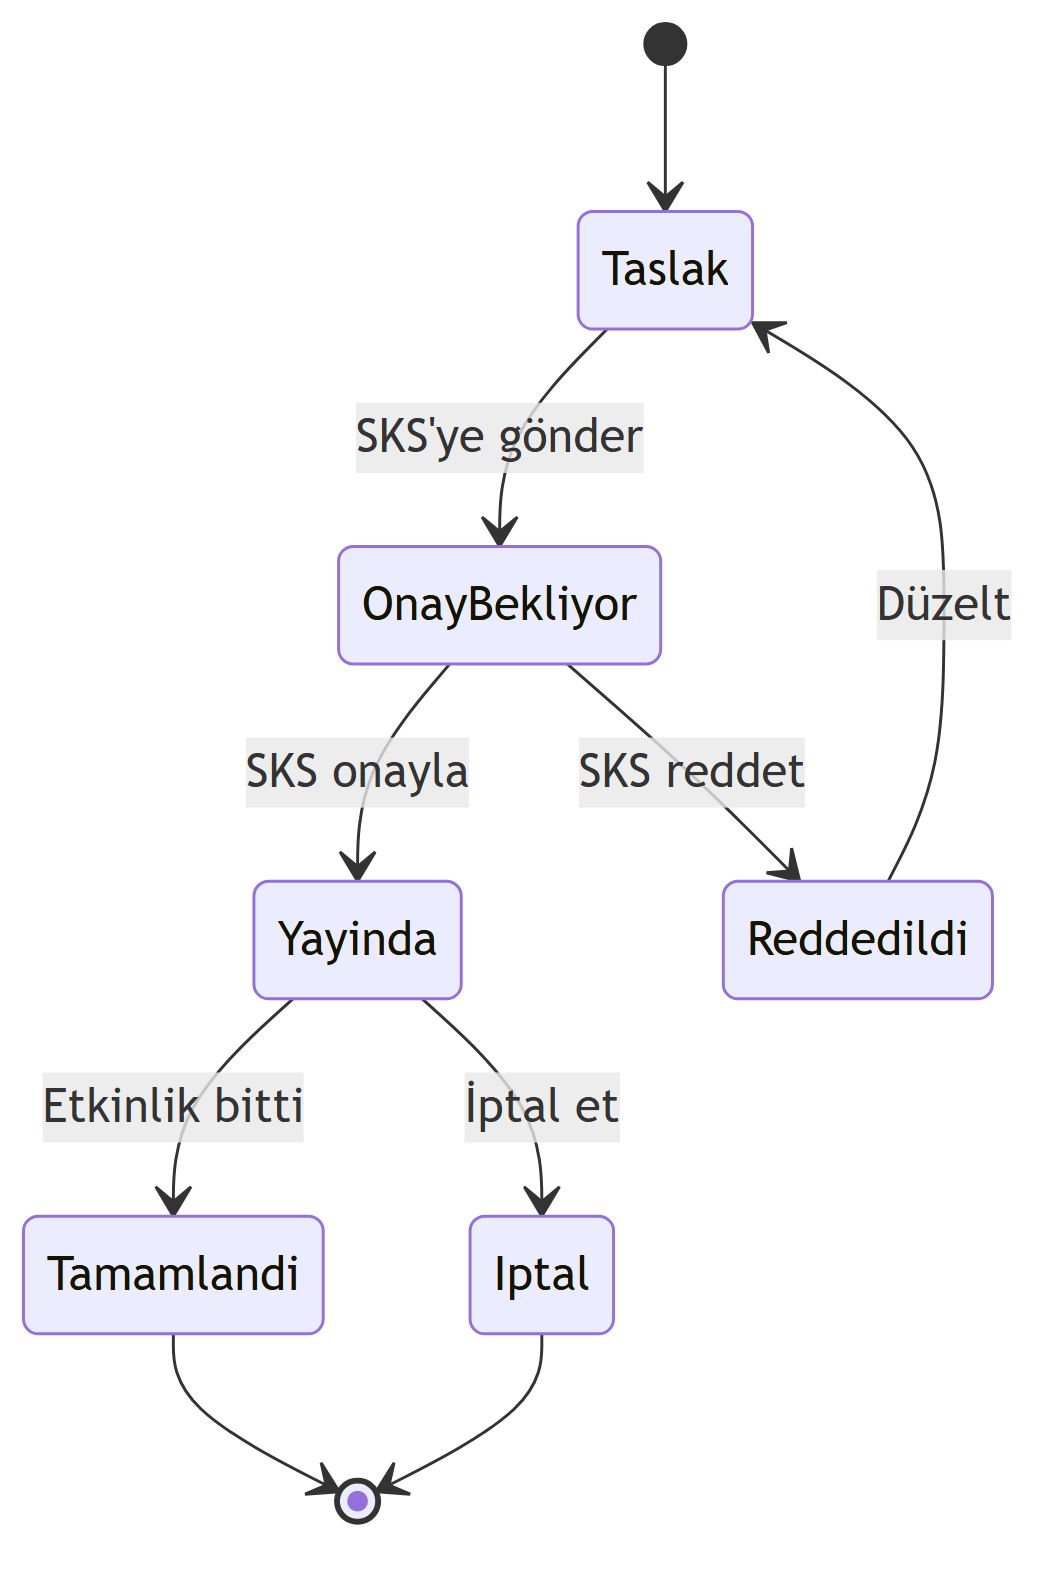 Taslak
SKS'ye gönder
OnayBekliyor
Düzelt
SKS onayla
SKS reddet
Yayinda
Reddedildi
Etkinlik bitti
İptal et
Tamamlandi
Iptal